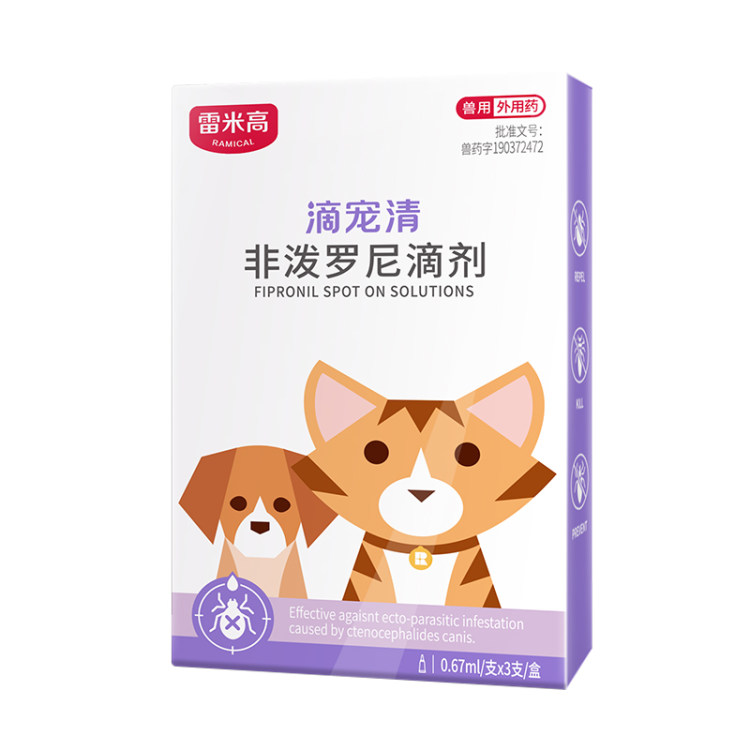 雷米高
RAMICAL
兽用 外用药
批准文号：
兽药字190372472
滴宠清
非泼罗尼滴剂
FIPRONIL SPOT ON SOLUTIONS
REPEL
KILL
PREVENT
R
Effective agaisnt ecto-parasitic infestation
caused by ctenocephalides canis.
0.67ml/支x3支/盒